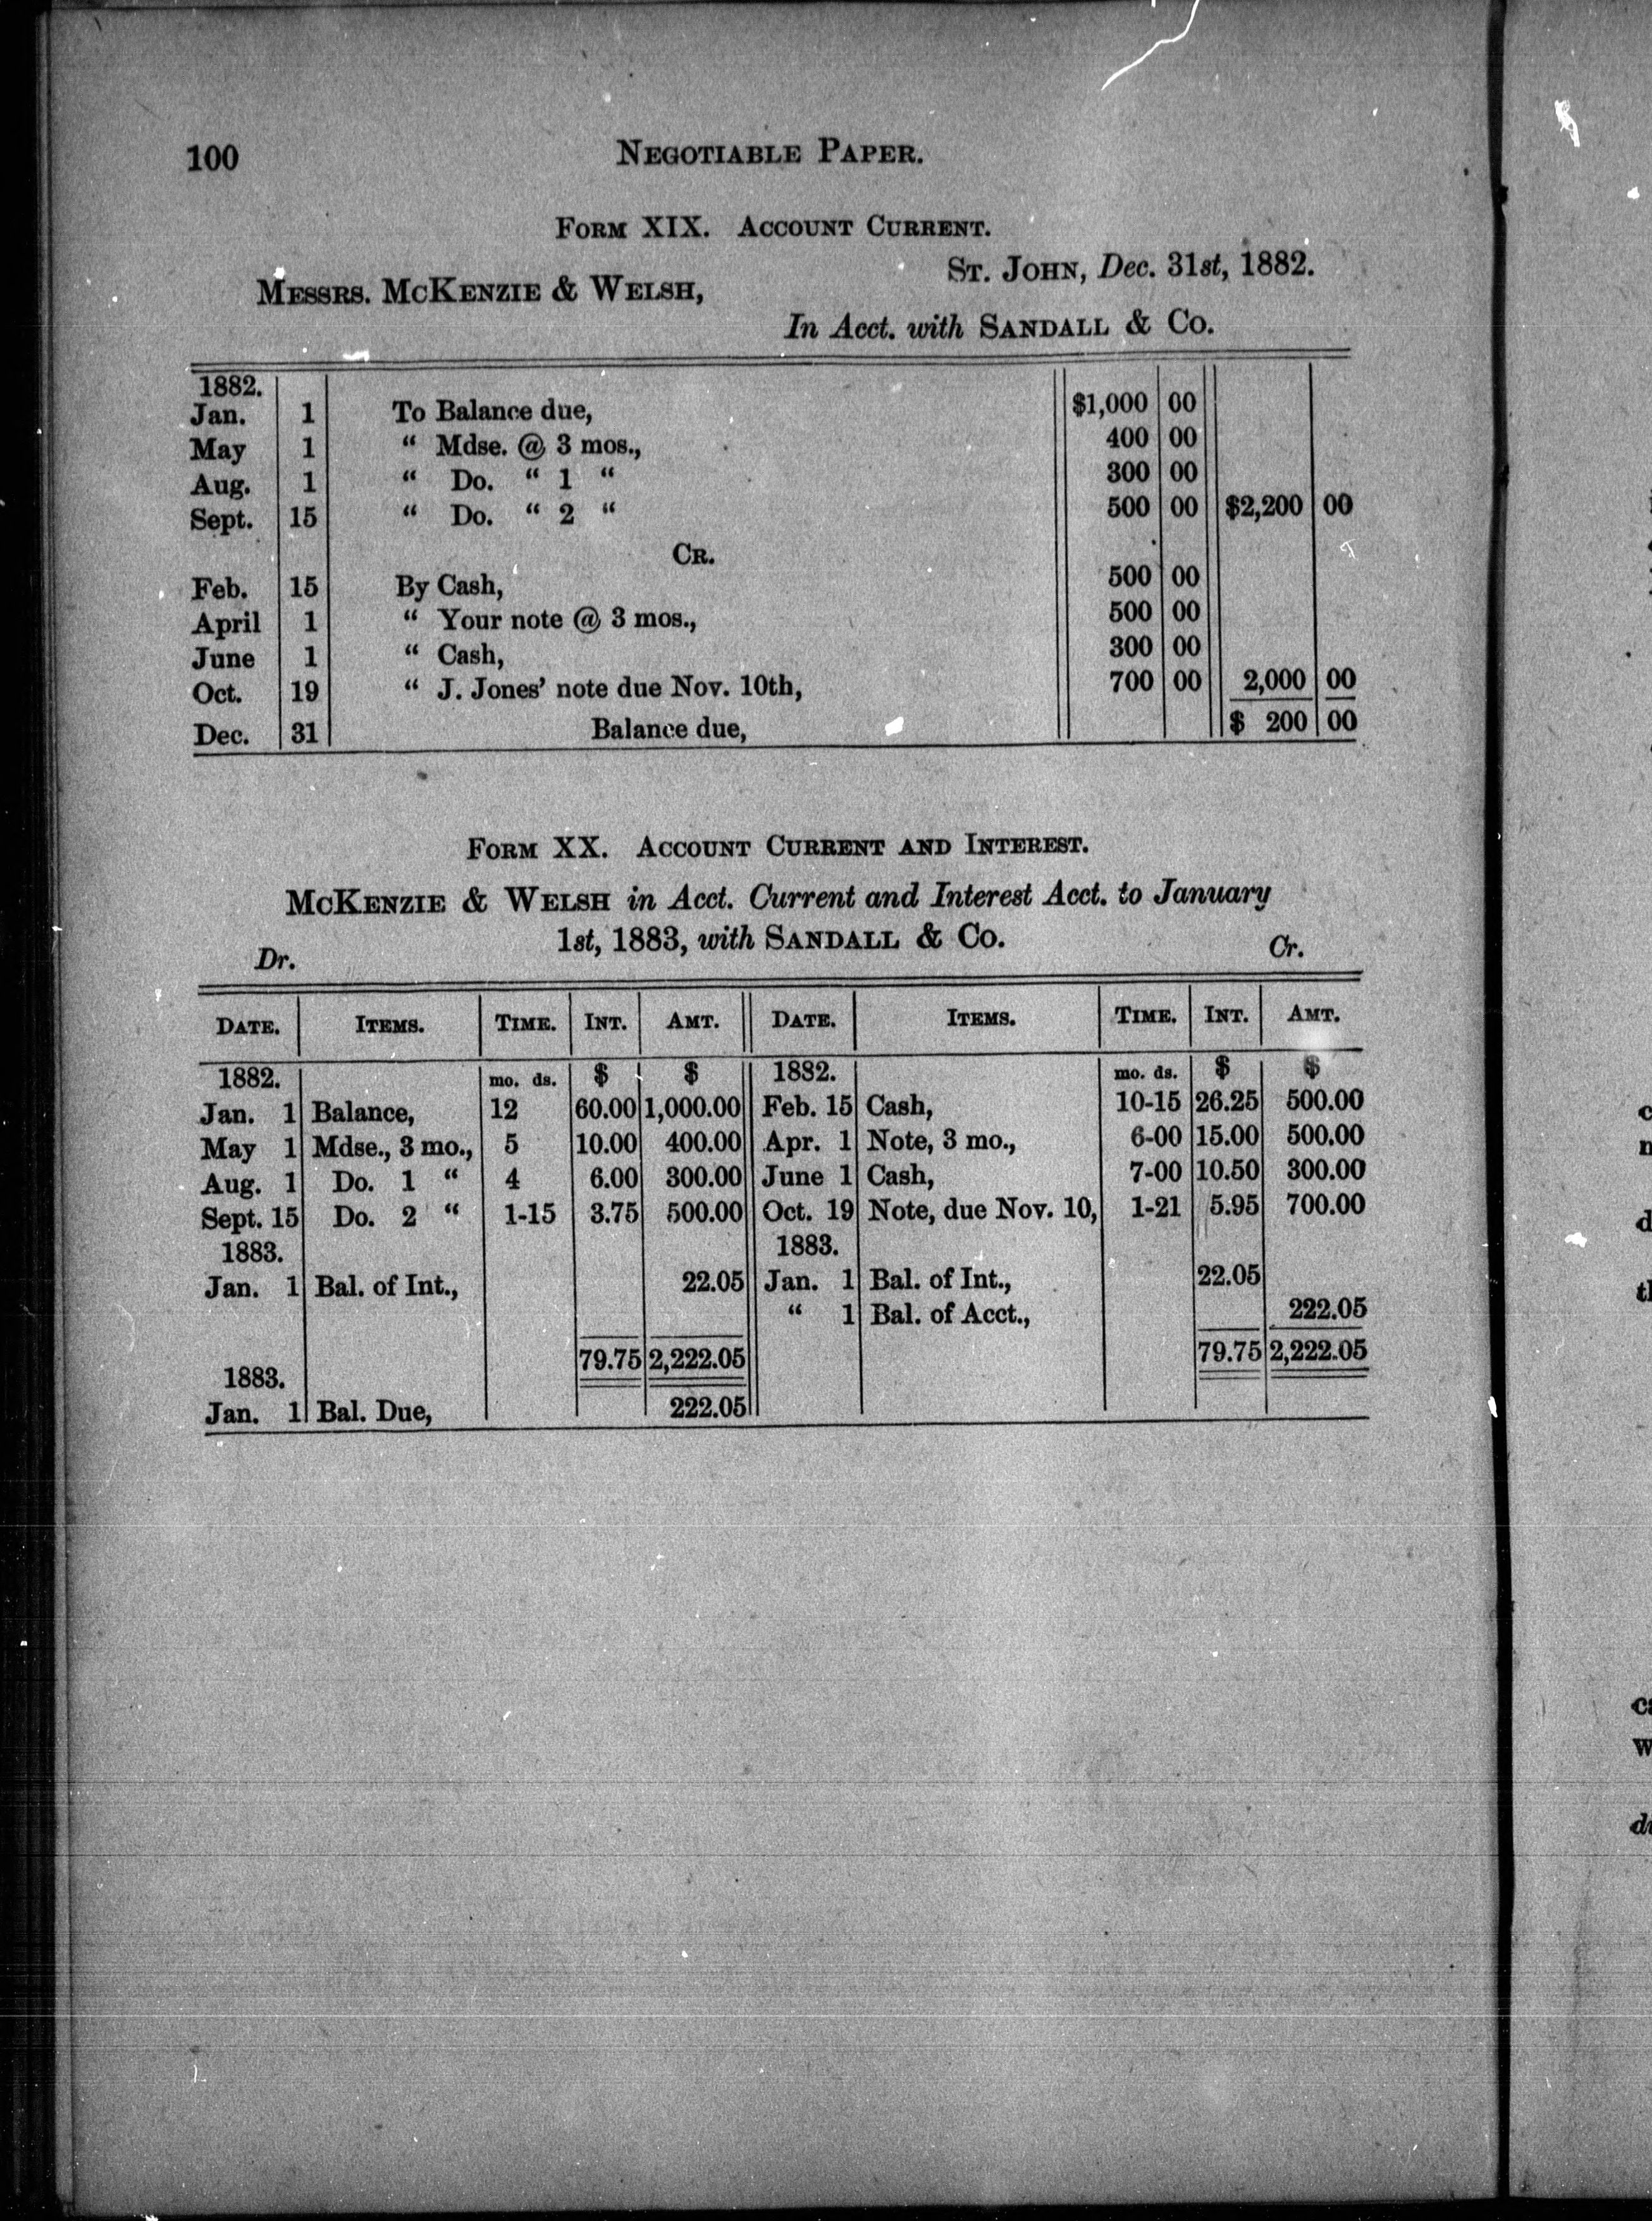 100
NEGOTIABLE PAPER.
FORM XIX. ACCOUNT CURRENT.
ST. JOHN, Dec. 31st, 1882.
MESSRS. MCKENZIE & WELSH,
In Acct. with SANDALL & Co.
1882.
Jan. 1 To Balance due, $1,000 00
May 1 “ Mdse. @ 3 mos., 400 00
Aug. 1 “ Do. “ 1 “ 300 00
Sept. 15 “ Do. “ 2 “ 500 00 $2,200 00
CR.
Feb. 15 By Cash, 500 00
April 1 “ Your note @ 3 mos., 500 00
June 1 “ Cash, 300 00
Oct. 19 “ J. Jones’ note due Nov. 10th, 700 00 2,000 00
Dec. 31 Balance due, $ 200 00
FORM XX. ACCOUNT CURRENT AND INTEREST.
MCKENZIE & WELSH in Acct. Current and Interest Acct. to January
1st, 1883, with SANDALL & Co.
Dr. Cr.
DATE. ITEMS. TIME. INT. AMT. DATE. ITEMS. TIME. INT. AMT.
1882. mo. ds. $ $ 1882. mo. ds. $ $
Jan. 1 Balance, 12 60.00 1,000.00 Feb. 15 Cash, 10-15 26.25 500.00
May 1 Mdse., 3 mo., 5 10.00 400.00 Apr. 1 Note, 3 mo., 6-00 15.00 500.00
Aug. 1 Do. 1 “ 4 6.00 300.00 June 1 Cash, 7-00 10.50 300.00
Sept. 15 Do. 2 “ 1-15 3.75 500.00 Oct. 19 Note, due Nov. 10, 1-21 5.95 700.00
1883. 1883.
Jan. 1 Bal. of Int., 22.05 Jan. 1 Bal. of Int., 22.05
“ 1 Bal. of Acct., 222.05
79.75 2,222.05 79.75 2,222.05
1883.
Jan. 1 Bal. Due, 222.05